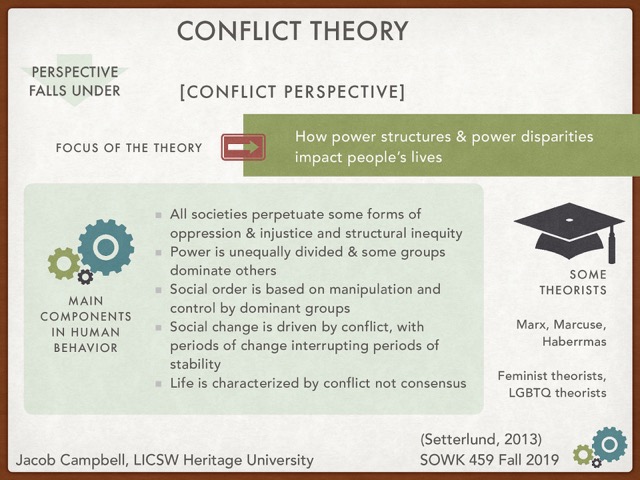 CONFLICT THEORY
PERSPECTIVE
FALLS UNDER
[CONFLICT PERSPECTIVE]
FOCUS OF THE THEORY
How power structures & power disparities
impact people's lives
MAIN
COMPONENTS
IN HUMAN
BEHAVIOR
All societies perpetuate some forms of
oppression & injustice and structural inequity
Power is unequally divided & some groups
dominate others
Social order is based on manipulation and
control by dominant groups
Social change is driven by conflict, with
periods of change interrupting periods of
stability
Life is characterized by conflict not consensus
SOME
THEORISTS
Marx, Marcuse,
Haberrmas
Feminist theorists,
LGBTQ theorists
(Setterlund, 2013)
Jacob Campbell, LICSW Heritage University
SOWK 459 Fall 2019